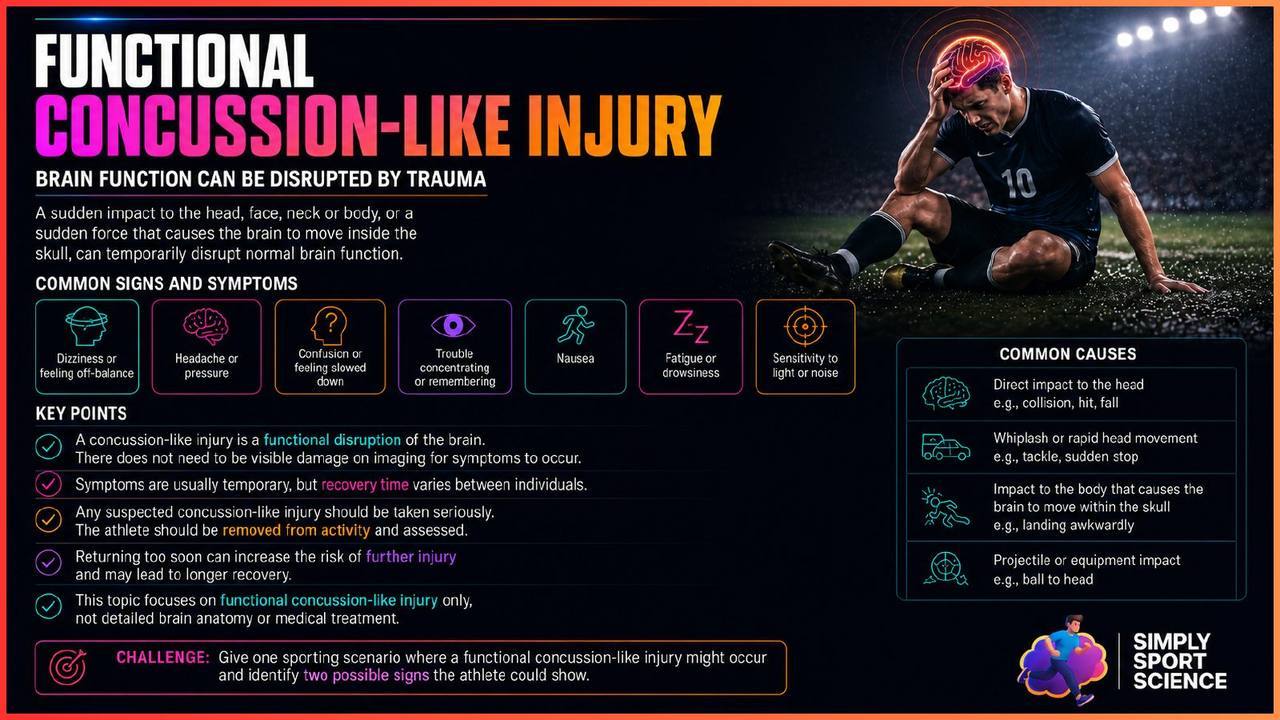 FUNCTIONAL
CONCUSSION-LIKE INJURY
BRAIN FUNCTION CAN BE DISRUPTED BY TRAUMA
A sudden impact to the head, face, neck or body, or a
sudden force that causes the brain to move inside the
skull, can temporarily disrupt normal brain function.
10
COMMON SIGNS AND SYMPTOMS
Dizziness or
feeling off-balance
Headache or
pressure
?
Confusion or
feeling slowed
down
Trouble
concentrating
or remembering
Nausea
Zz
Fatigue or
drowsiness
Sensitivity to
light or noise
KEY POINTS
A concussion-like injury is a functional disruption of the brain.
There does not need to be visible damage on imaging for symptoms to occur.
Symptoms are usually temporary, but recovery time varies between individuals.
Any suspected concussion-like injury should be taken seriously.
The athlete should be removed from activity and assessed.
Returning too soon can increase the risk of further injury
and may lead to longer recovery.
This topic focuses on functional concussion-like injury only,
not detailed brain anatomy or medical treatment.
COMMON CAUSES
Direct impact to the head
e.g., collision, hit, fall
Whiplash or rapid head movement
e.g., tackle, sudden stop
Impact to the body that causes the
brain to move within the skull
e.g., landing awkwardly
Projectile or equipment impact
e.g., ball to head
CHALLENGE: Give one sporting scenario where a functional concussion-like injury might occur
and identify two possible signs the athlete could show.
SIMPLY
SPORT
SCIENCE